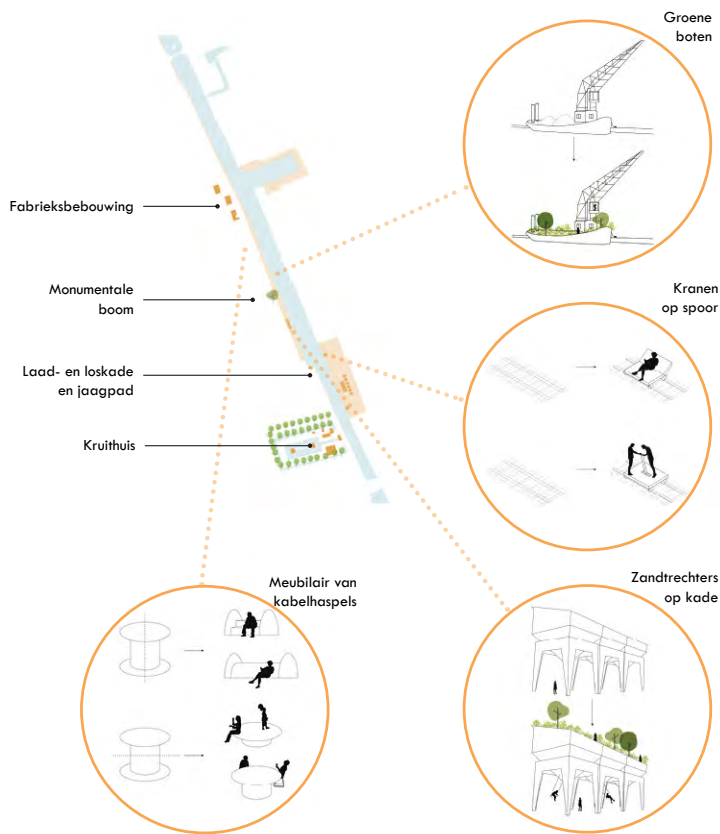 Groene
boten
Fabrieksbebouwing
Monumentale
boom
Kranen
op spoor
Laad- en loskade
en jaagpad
Kruithuis
Meubilair van
kabelhaspels
Zandtrechters
op kade